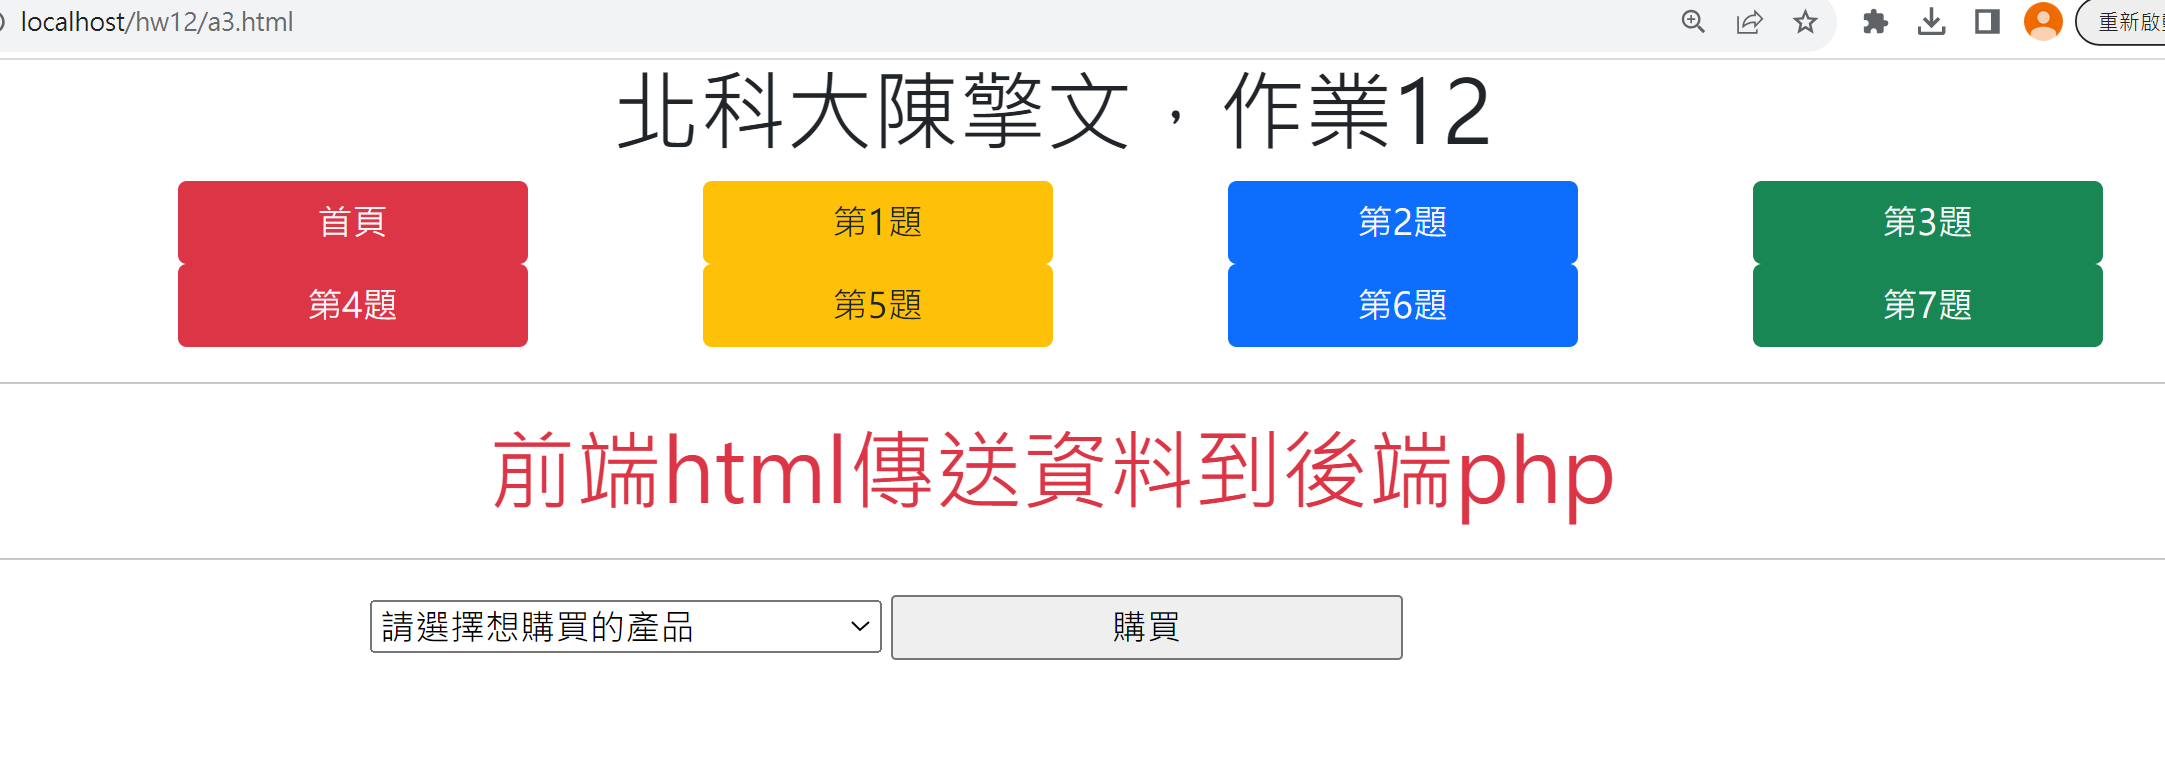 localhost/hw12/a3.html
重新啟動
北科大陳擎文，作業12
首頁 第1題 第2題 第3題
第4題 第5題 第6題 第7題
前端html傳送資料到後端php
請選擇想購買的產品 購買